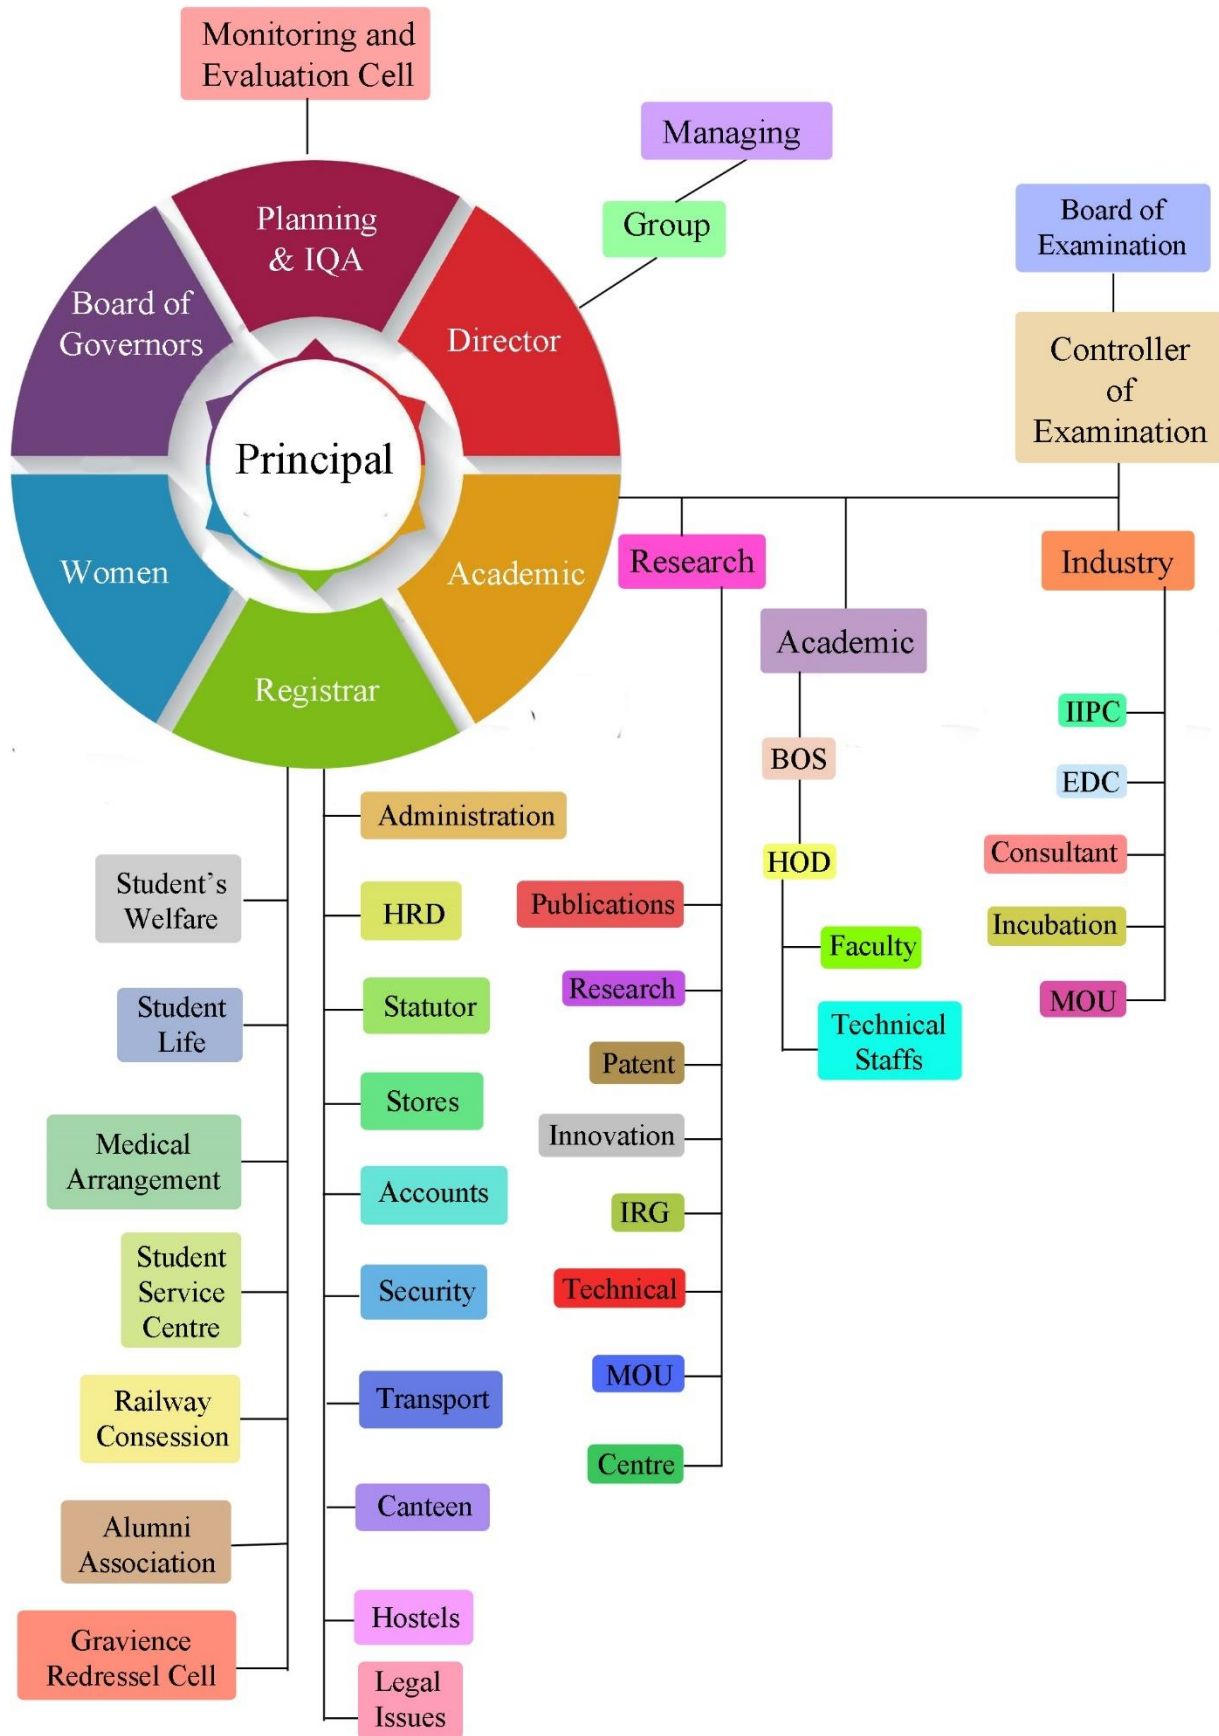 Monitoring and
Evaluation Cell
Managing
Group
Board of
Examination
Controller
of
Examination
Planning
& IQA
Board of
Governors
Director
Principal
Women
Academic
Registrar
Research
Academic
Industry
BOS
HOD
Faculty
Technical
Staffs
IIPC
EDC
Consultant
Incubation
MOU
Publications
Research
Patent
Innovation
IRG
Technical
MOU
Centre
Administration
HRD
Statutor
Stores
Accounts
Security
Transport
Canteen
Hostels
Legal
Issues
Student’s
Welfare
Student
Life
Medical
Arrangement
Student
Service
Centre
Railway
Consession
Alumni
Association
Gravience
Redressel Cell